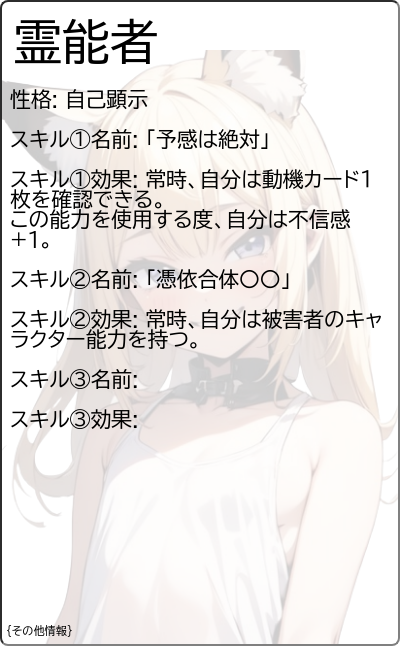 霊能者
性格: 自己顕示
スキル①名前: 「予感は絶対」
スキル①効果: 常時、自分は動機カード1
枚を確認できる。
この能力を使用する度、自分は不信感
+1。
スキル②名前: 「憑依合体〇〇」
スキル②効果: 常時、自分は被害者のキャ
ラクター能力を持つ。
スキル③名前:
スキル③効果:
{その他情報}